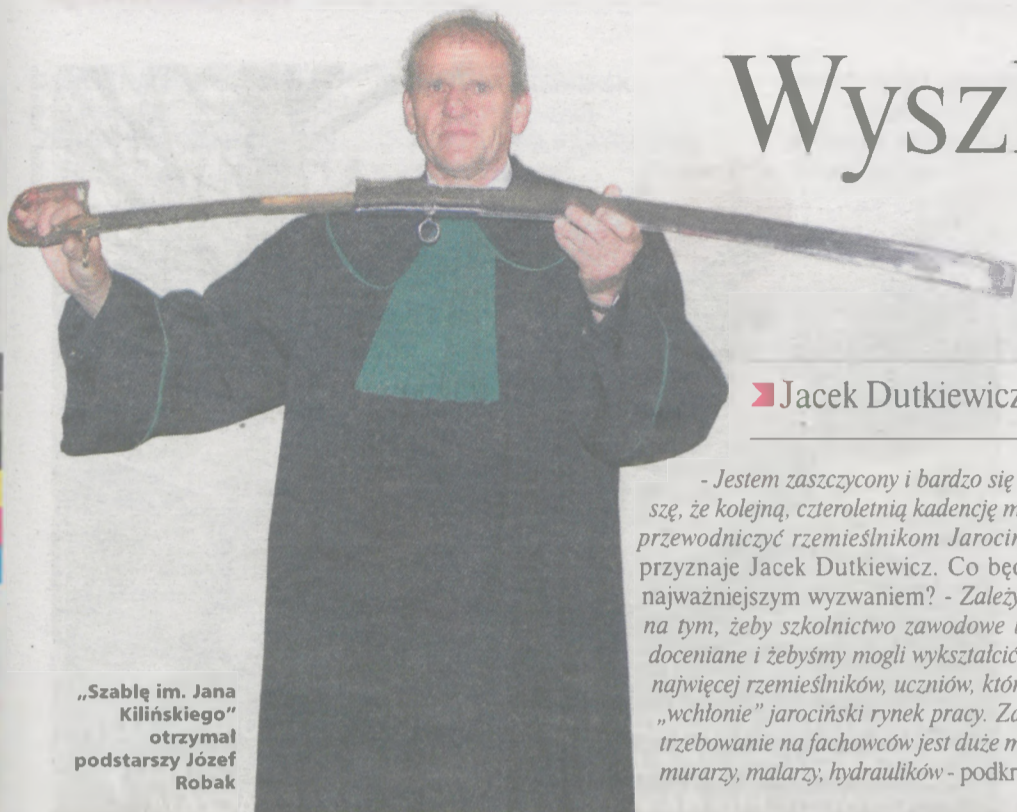 Wysz
Jacek Dutkiewicz
- Jestem zaszczycony i bardzo się
szę, że kolejną, czteroletnią kadencję m
przewodniczyć rzemieślnikom Jarocin
przyznaje Jacek Dutkiewicz. Co będ
najważniejszym wyzwaniem? - Zależy
na tym, żeby szkolnictwo zawodowe
doceniane i żebyśmy mogli wykształcić
najwięcej rzemieślników, uczniów, któr
„wchłonie” jarociński rynek pracy. Za
trzebowanie na fachowców jest duże m
murarzy, malarzy, hydraulików - podkr
„Szablę im. Jana
Kilińskiego”
otrzymał
podstarszy Józef
Robak